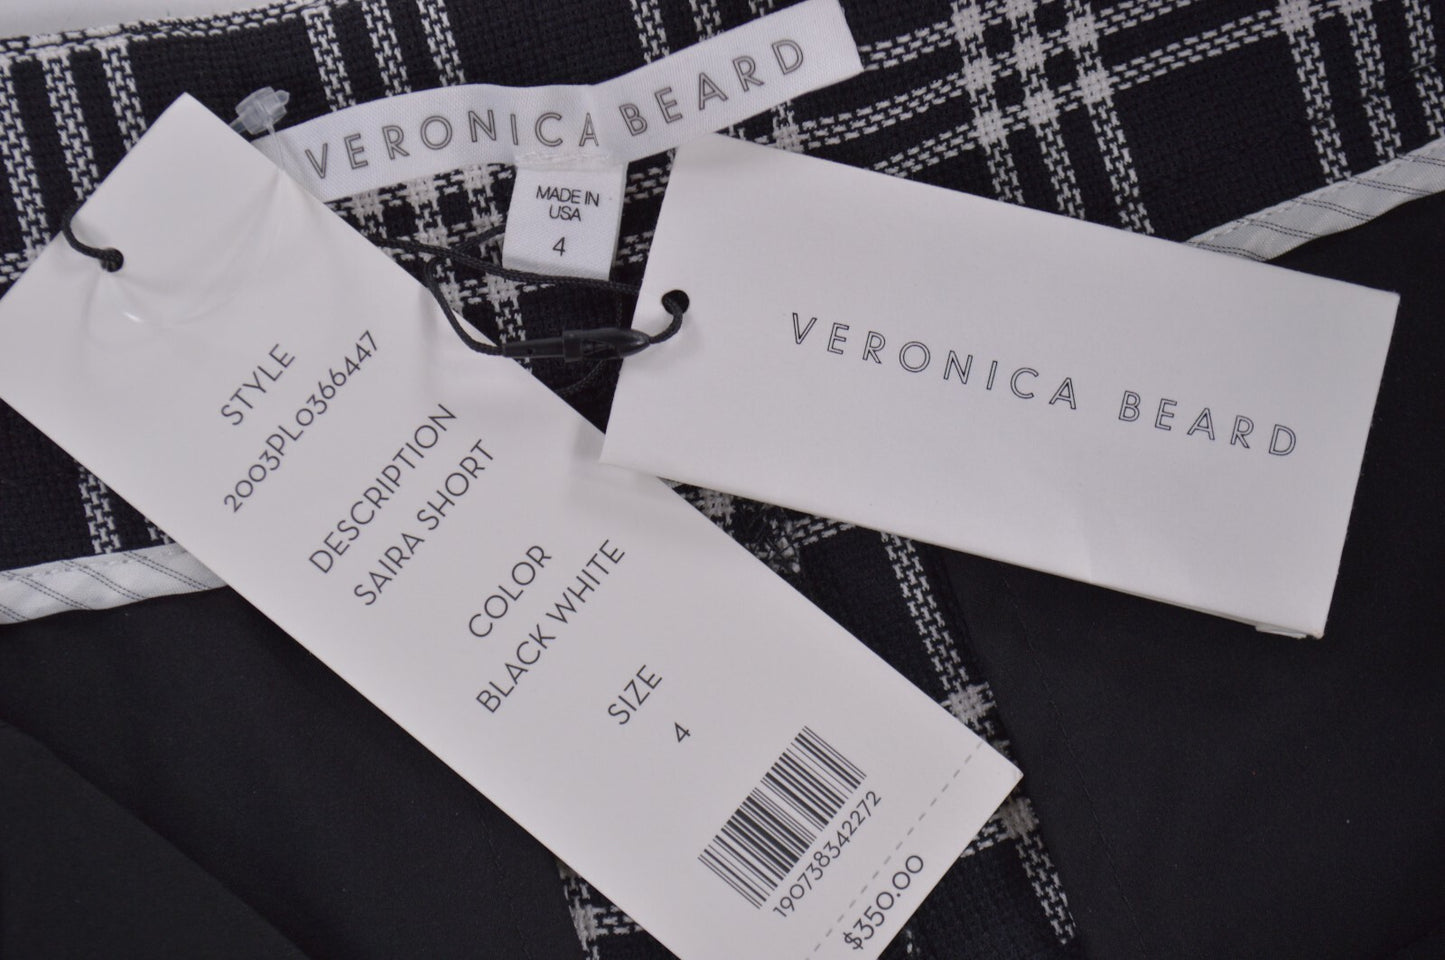 VERONICA BEARD
MADE IN
USA
4
VERONICA BEARD
STYLE
2003PL0366447
DESCRIPTION
SAIRA SHORT
COLOR
BLACK WHITE
SIZE
4
190738342272
$350.00